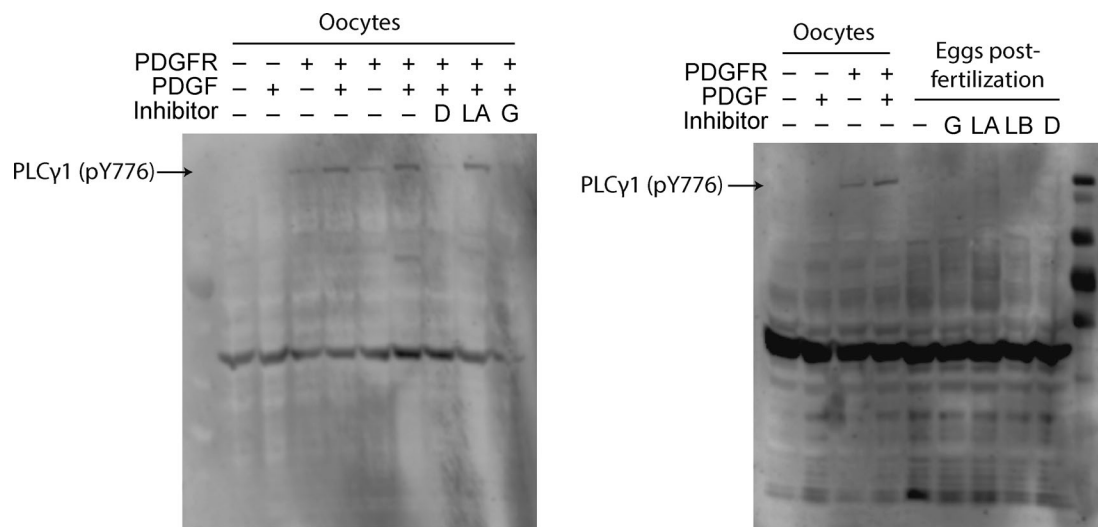 Oocytes
PDGFR – – + + + + + + +
PDGF – + – + – + + + +
Inhibitor – – – – – – D LA G
PLCγ1 (pY776)
Oocytes
Eggs post-
fertilization
PDGFR – – + +
PDGF – + – +
Inhibitor – – – – – G LA LB D
PLCγ1 (pY776)